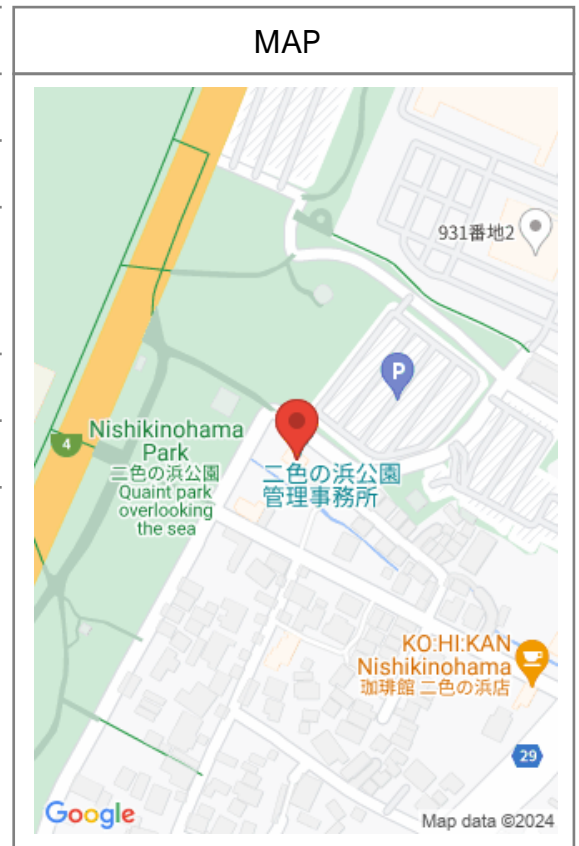 MAP
931番地2
P
4
Nishikinohama
Park
二色の浜公園
Quaint park
overlooking
the sea
二色の浜公園
管理事務所
KO:HI:KAN
Nishikinohama
珈琲館 二色の浜店
29
Google
Map data ©2024